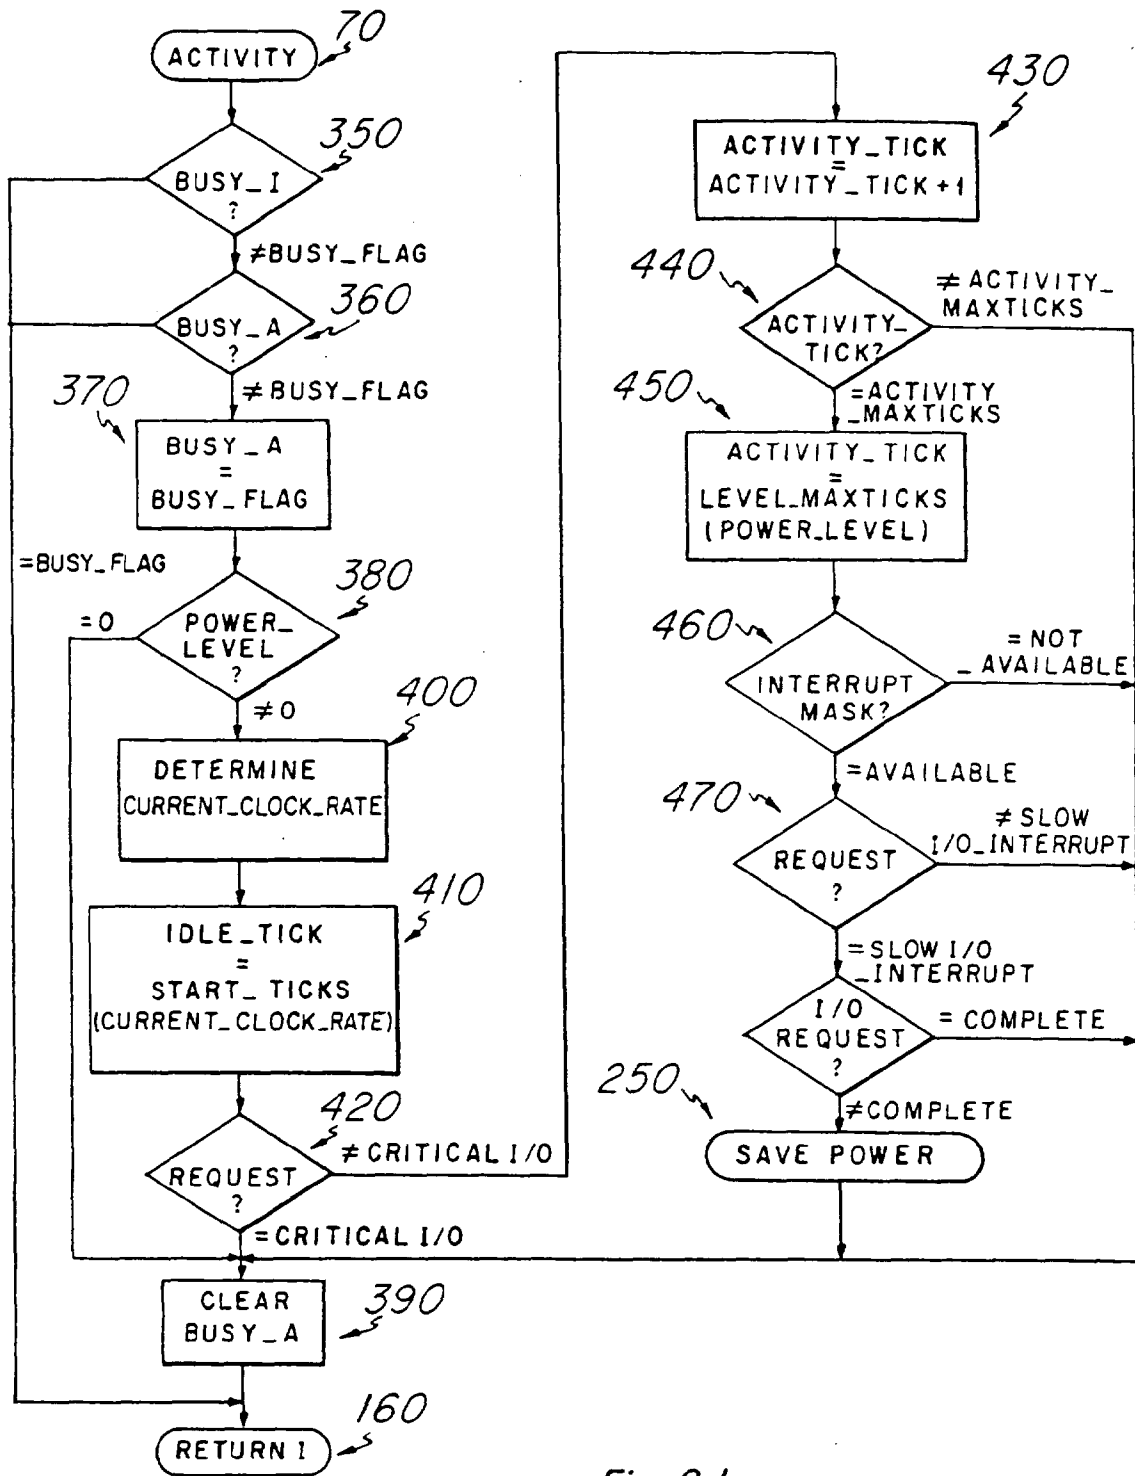 ACTIVITY
70
350
BUSY_I
?
≠BUSY_FLAG
360
BUSY_A
?
≠BUSY_FLAG
370
BUSY_A
=
BUSY_FLAG
=BUSY_FLAG
380
=0
POWER_
LEVEL
?
≠0
400
DETERMINE
CURRENT_CLOCK_RATE
410
IDLE_TICK
=
START_TICKS
(CURRENT_CLOCK_RATE)
420
REQUEST
?
≠CRITICAL I/O
=CRITICAL I/O
CLEAR
BUSY_A
390
160
RETURN I
430
ACTIVITY_TICK
=
ACTIVITY_TICK+1
440
≠ ACTIVITY_
MAXTICKS
ACTIVITY_
TICK?
450
=ACTIVITY
_MAXTICKS
ACTIVITY_TICK
=
LEVEL_MAXTICKS
(POWER_LEVEL)
460
=NOT
_AVAILABLE
INTERRUPT
MASK?
=AVAILABLE
470
≠ SLOW
I/O_INTERRUPT
REQUEST
?
=SLOW I/O
_INTERRUPT
I/O
REQUEST
?
= COMPLETE
250
≠COMPLETE
SAVE POWER